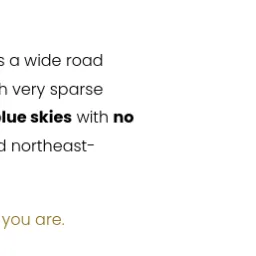 s a wide road
h very sparse
blue skies with no
d northeast-
you are.